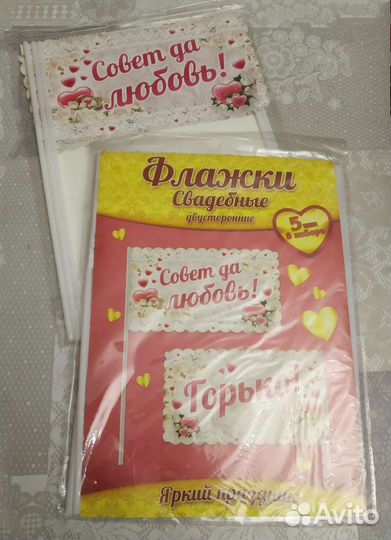 Совет да
любовь!
Флажки
Свадебные
двусторонние
5 шт
в наборе
Совет да
любовь!
Горько!
Яркий праздник
Avito